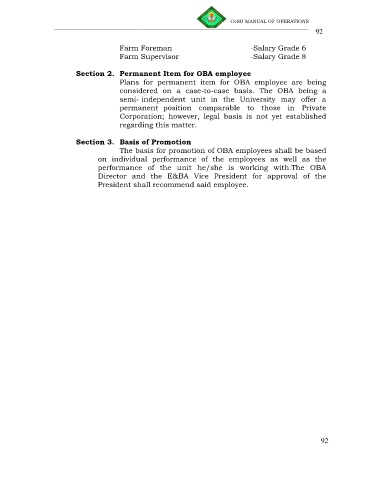 CvSU MANUAL OF OPERATIONS
92
Farm Foreman -Salary Grade 6
Farm Supervisor -Salary Grade 8
Section 2. Permanent Item for OBA employee
Plans for permanent item for OBA employee are being
considered on a case-to-case basis. The OBA being a
semi- independent unit in the University may offer a
permanent position comparable to those in Private
Corporation; however, legal basis is not yet established
regarding this matter.
Section 3. Basis of Promotion
The basis for promotion of OBA employees shall be based
on individual performance of the employees as well as the
performance of the unit he/she is working with.The OBA
Director and the E&BA Vice President for approval of the
President shall recommend said employee.
92